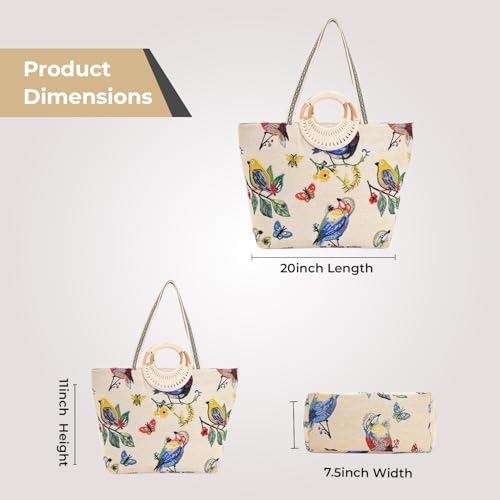 Product
Dimensions
20inch Length
11inch Height
7.5inch Width